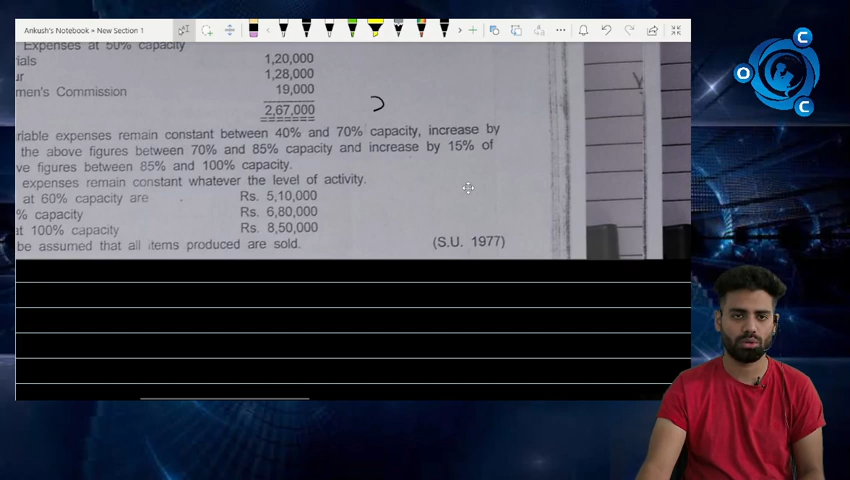 Ankush's Notebook » New Section 1
Expenses at 50% capacity
rials 1,20,000
ur 1,28,000
men's Commission 19,000
2,67,000
riable expenses remain constant between 40% and 70% capacity, increase by
the above figures between 70% and 85% capacity and increase by 15% of
ve figures between 85% and 100% capacity.
expenses remain constant whatever the level of activity.
at 60% capacity are Rs. 5,10,000
% capacity Rs. 6,80,000
at 100% capacity Rs. 8,50,000
be assumed that all items produced are sold. (S.U. 1977)
C
O
C